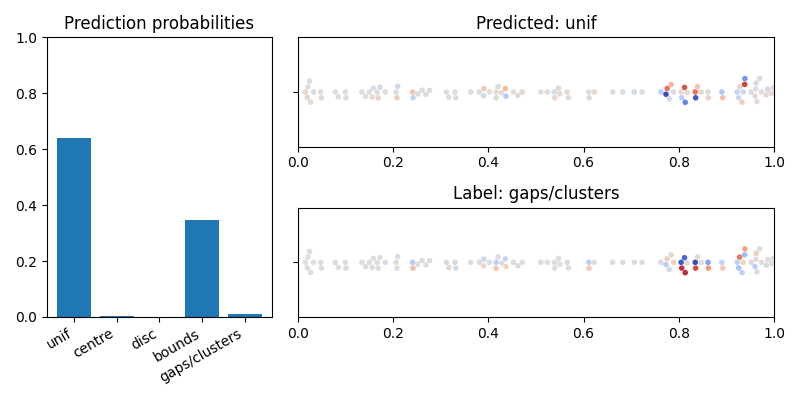 Prediction probabilities
1.0
0.8
0.6
0.4
0.2
0.0
unif
centre
disc
bounds
gaps/clusters
Predicted: unif
0.0 0.2 0.4 0.6 0.8 1.0
Label: gaps/clusters
0.0 0.2 0.4 0.6 0.8 1.0